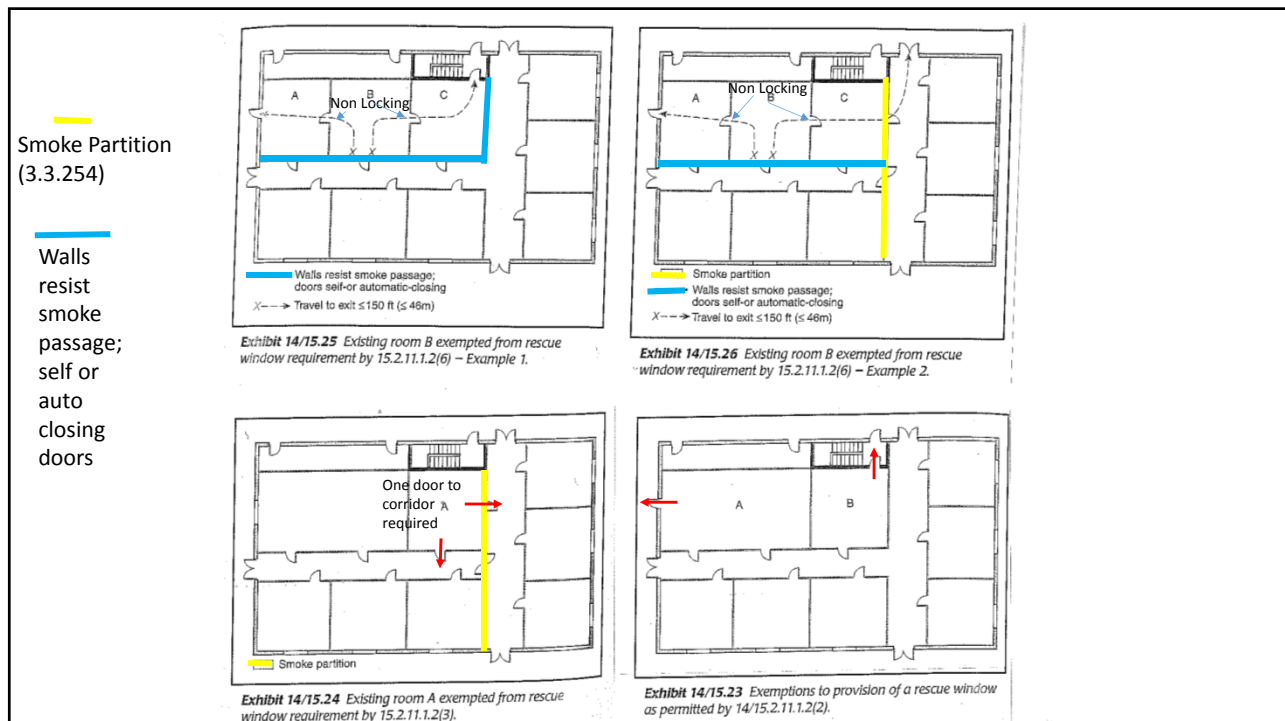 Smoke Partition
(3.3.254)
Walls
resist
smoke
passage;
self or
auto
closing
doors
A
B
C
Non Locking
X X
Walls resist smoke passage;
doors self-or automatic-closing
X Travel to exit ≤150 ft (≤ 46m)
Exhibit 14/15.25 Existing room B exempted from rescue
window requirement by 15.2.11.1.2(6) – Example 1.
A
B
C
Non Locking
X X
Smoke partition
Walls resist smoke passage;
doors self-or automatic-closing
X Travel to exit ≤150 ft (≤ 46m)
Exhibit 14/15.26 Existing room B exempted from rescue
window requirement by 15.2.11.1.2(6) – Example 2.
One door to
corridor
required
A
Smoke partition
Exhibit 14/15.24 Existing room A exempted from rescue
window requirement by 15.2.11.1.2(3).
A
B
Exhibit 14/15.23 Exemptions to provision of a rescue window
as permitted by 14/15.2.11.1.2(2).